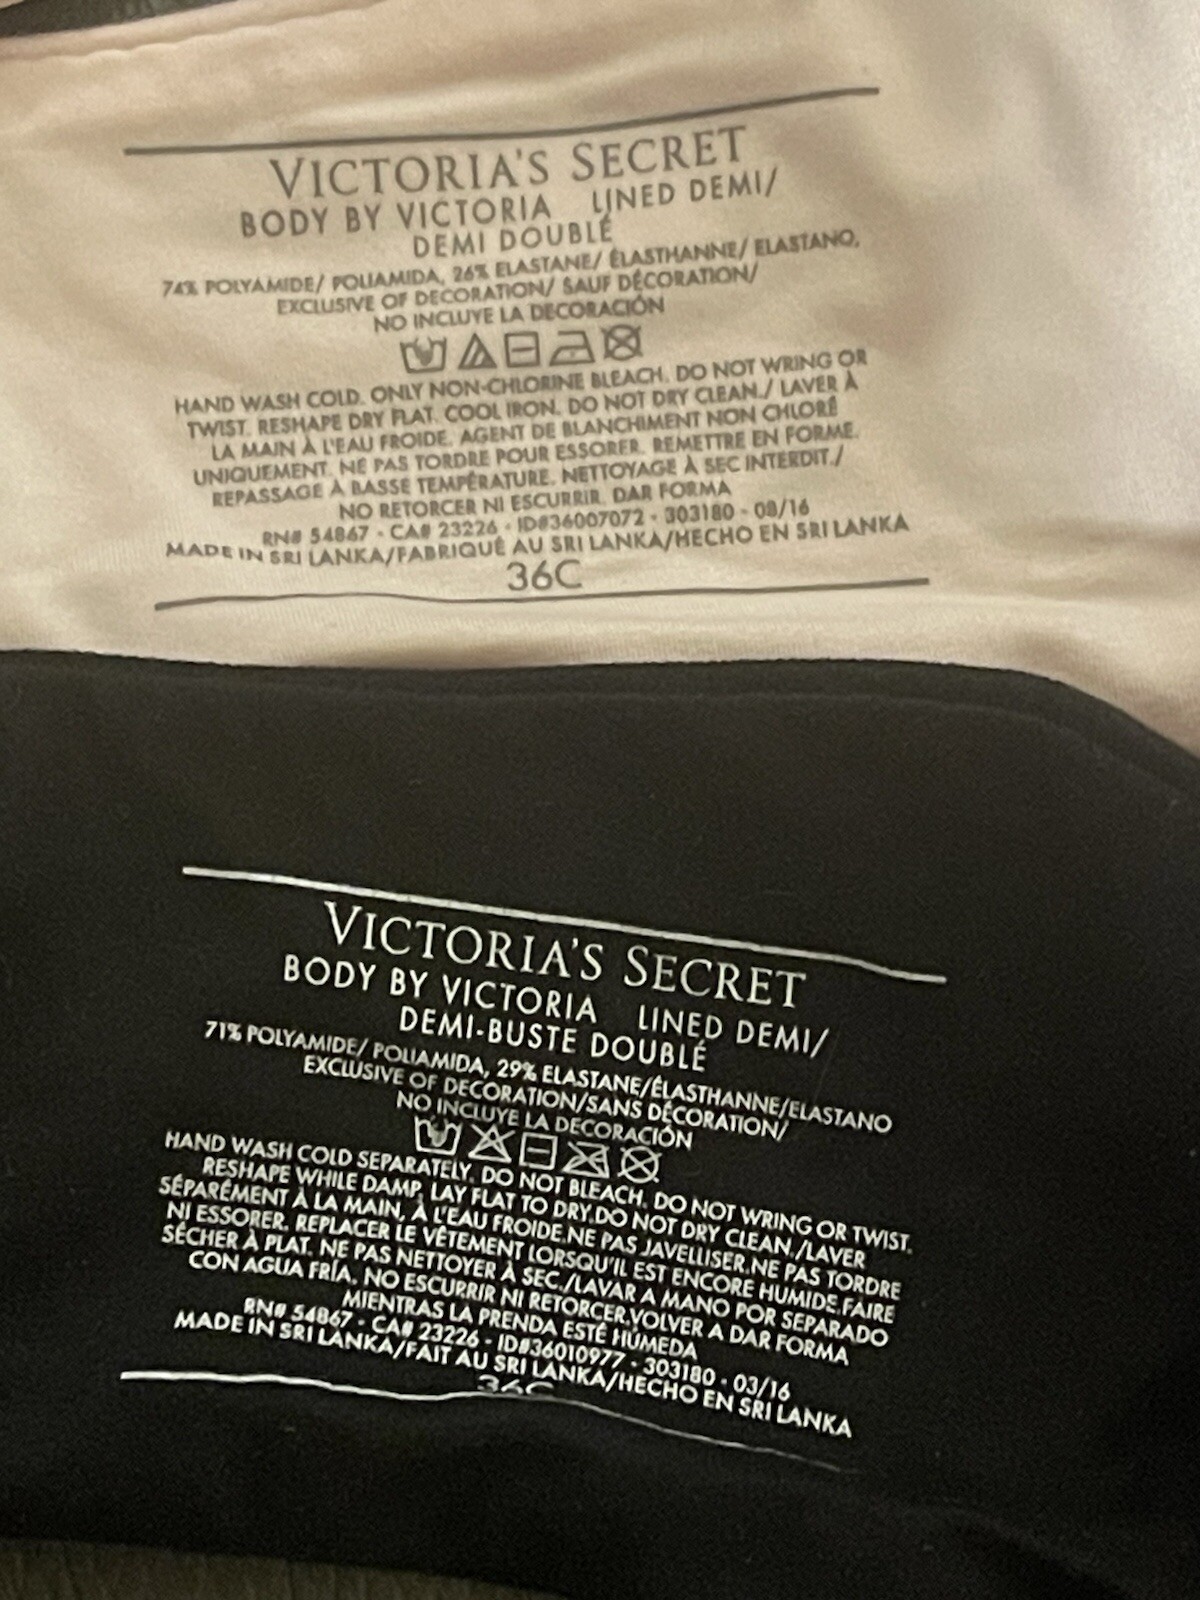 VICTORIA'S SECRET
BODY BY VICTORIA LINED DEMI/
DEMI DOUBLÉ
74% POLYAMIDE/ POLIAMIDA, 26% ELASTANE/ ÉLASTHANNE/ ELASTANO,
EXCLUSIVE OF DECORATION/ SAUF DÉCORATION/
NO INCLUYE LA DECORACIÓN
HAND WASH COLD. ONLY NON-CHLORINE BLEACH. DO NOT WRING OR
TWIST. RESHAPE DRY FLAT. COOL IRON. DO NOT DRY CLEAN./ LAVER À
LA MAIN À L'EAU FROIDE. AGENT DE BLANCHIMENT NON CHLORÉ
UNIQUEMENT. NE PAS TORDRE POUR ESSORER. REMETTRE EN FORME.
REPASSAGE À BASSE TEMPÉRATURE. NETTOYAGE À SEC INTERDIT./
NO RETORCER NI ESCURRIR. DAR FORMA
RN# 54867 - CA# 23226 - ID#36007072 - 303180 - 08/16
MADE IN SRI LANKA/FABRIQUÉ AU SRI LANKA/HECHO EN SRI LANKA
36C
VICTORIA'S SECRET
BODY BY VICTORIA LINED DEMI/
DEMI-BUSTE DOUBLÉ
71% POLYAMIDE/ POLIAMIDA, 29% ELASTANE/ÉLASTHANNE/ELASTANO
EXCLUSIVE OF DECORATION/SANS DÉCORATION/
NO INCLUYE LA DECORACIÓN
HAND WASH COLD SEPARATELY. DO NOT BLEACH. DO NOT WRING OR TWIST.
RESHAPE WHILE DAMP, LAY FLAT TO DRY.DO NOT DRY CLEAN./LAVER
SÉPARÉMENT À LA MAIN, À L'EAU FROIDE.NE PAS JAVELLISER.NE PAS TORDRE
NI ESSORER. REPLACER LE VÊTEMENT LORSQU'IL EST ENCORE HUMIDE.FAIRE
SÉCHER À PLAT. NE PAS NETTOYER À SEC./LAVAR A MANO POR SEPARADO
CON AGUA FRÍA. NO ESCURRIR NI RETORCER.VOLVER A DAR FORMA
MIENTRAS LA PRENDA ESTÉ HÚMEDA
RN# 54867 - CA# 23226 - ID#36010977 - 303180 - 03/16
MADE IN SRI LANKA/FAIT AU SRI LANKA/HECHO EN SRI LANKA
36C